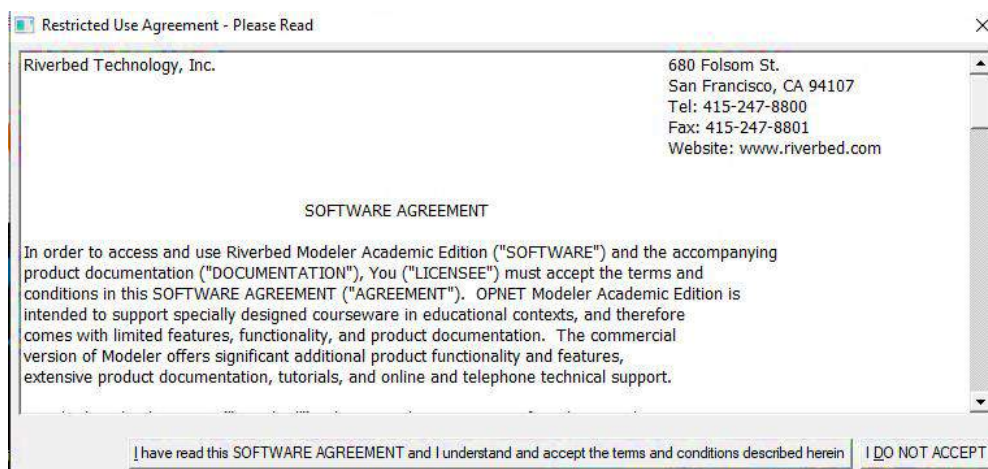 Restricted Use Agreement - Please Read
Riverbed Technology, Inc.
680 Folsom St.
San Francisco, CA 94107
Tel: 415-247-8800
Fax: 415-247-8801
Website: www.riverbed.com
SOFTWARE AGREEMENT
In order to access and use Riverbed Modeler Academic Edition ("SOFTWARE") and the accompanying
product documentation ("DOCUMENTATION"), You ("LICENSEE") must accept the terms and
conditions in this SOFTWARE AGREEMENT ("AGREEMENT").  OPNET Modeler Academic Edition is
intended to support specially designed courseware in educational contexts, and therefore
comes with limited features, functionality, and product documentation.  The commercial
version of Modeler offers significant additional product functionality and features,
extensive product documentation, tutorials, and online and telephone technical support.
I have read this SOFTWARE AGREEMENT and I understand and accept the terms and conditions described herein
I DO NOT ACCEPT